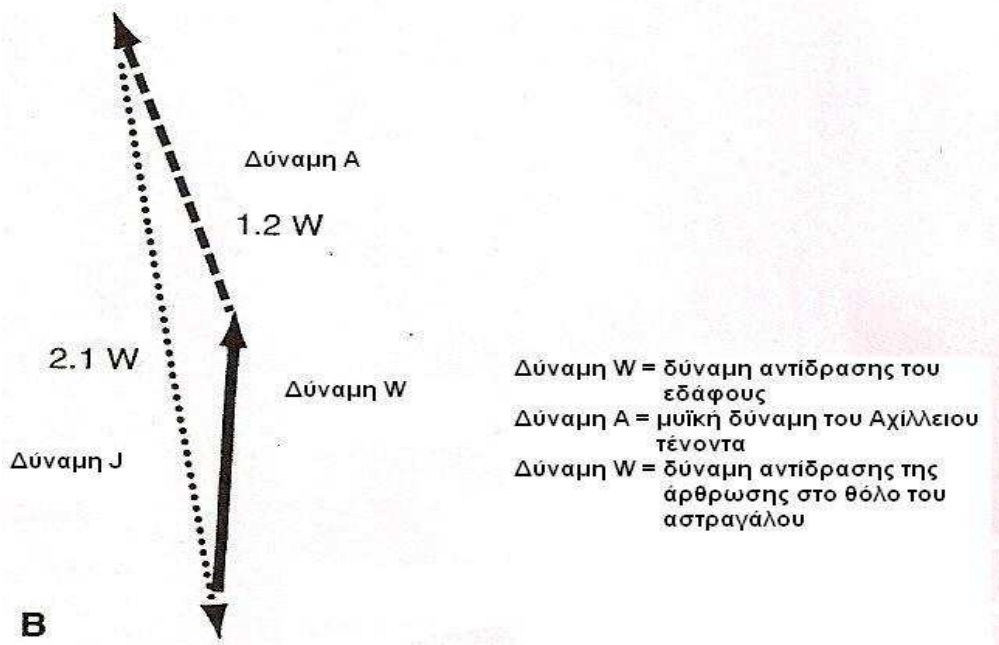 Δύναμη A
1.2 W
2.1 W
Δύναμη W
Δύναμη J
Δύναμη W = δύναμη αντίδρασης του
εδάφους
Δύναμη A = μυϊκή δύναμη του Αχίλλειου
τένοντα
Δύναμη W = δύναμη αντίδρασης της
άρθρωσης στο θόλο του
αστραγάλου
B